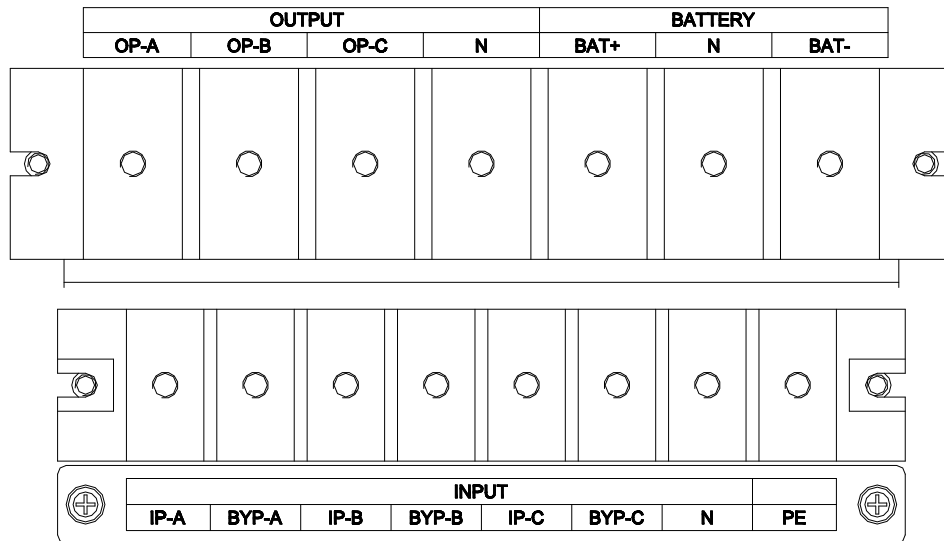 OUTPUT BATTERY
OP-A OP-B OP-C N BAT+ N BAT-
INPUT
IP-A BYP-A IP-B BYP-B IP-C BYP-C N PE